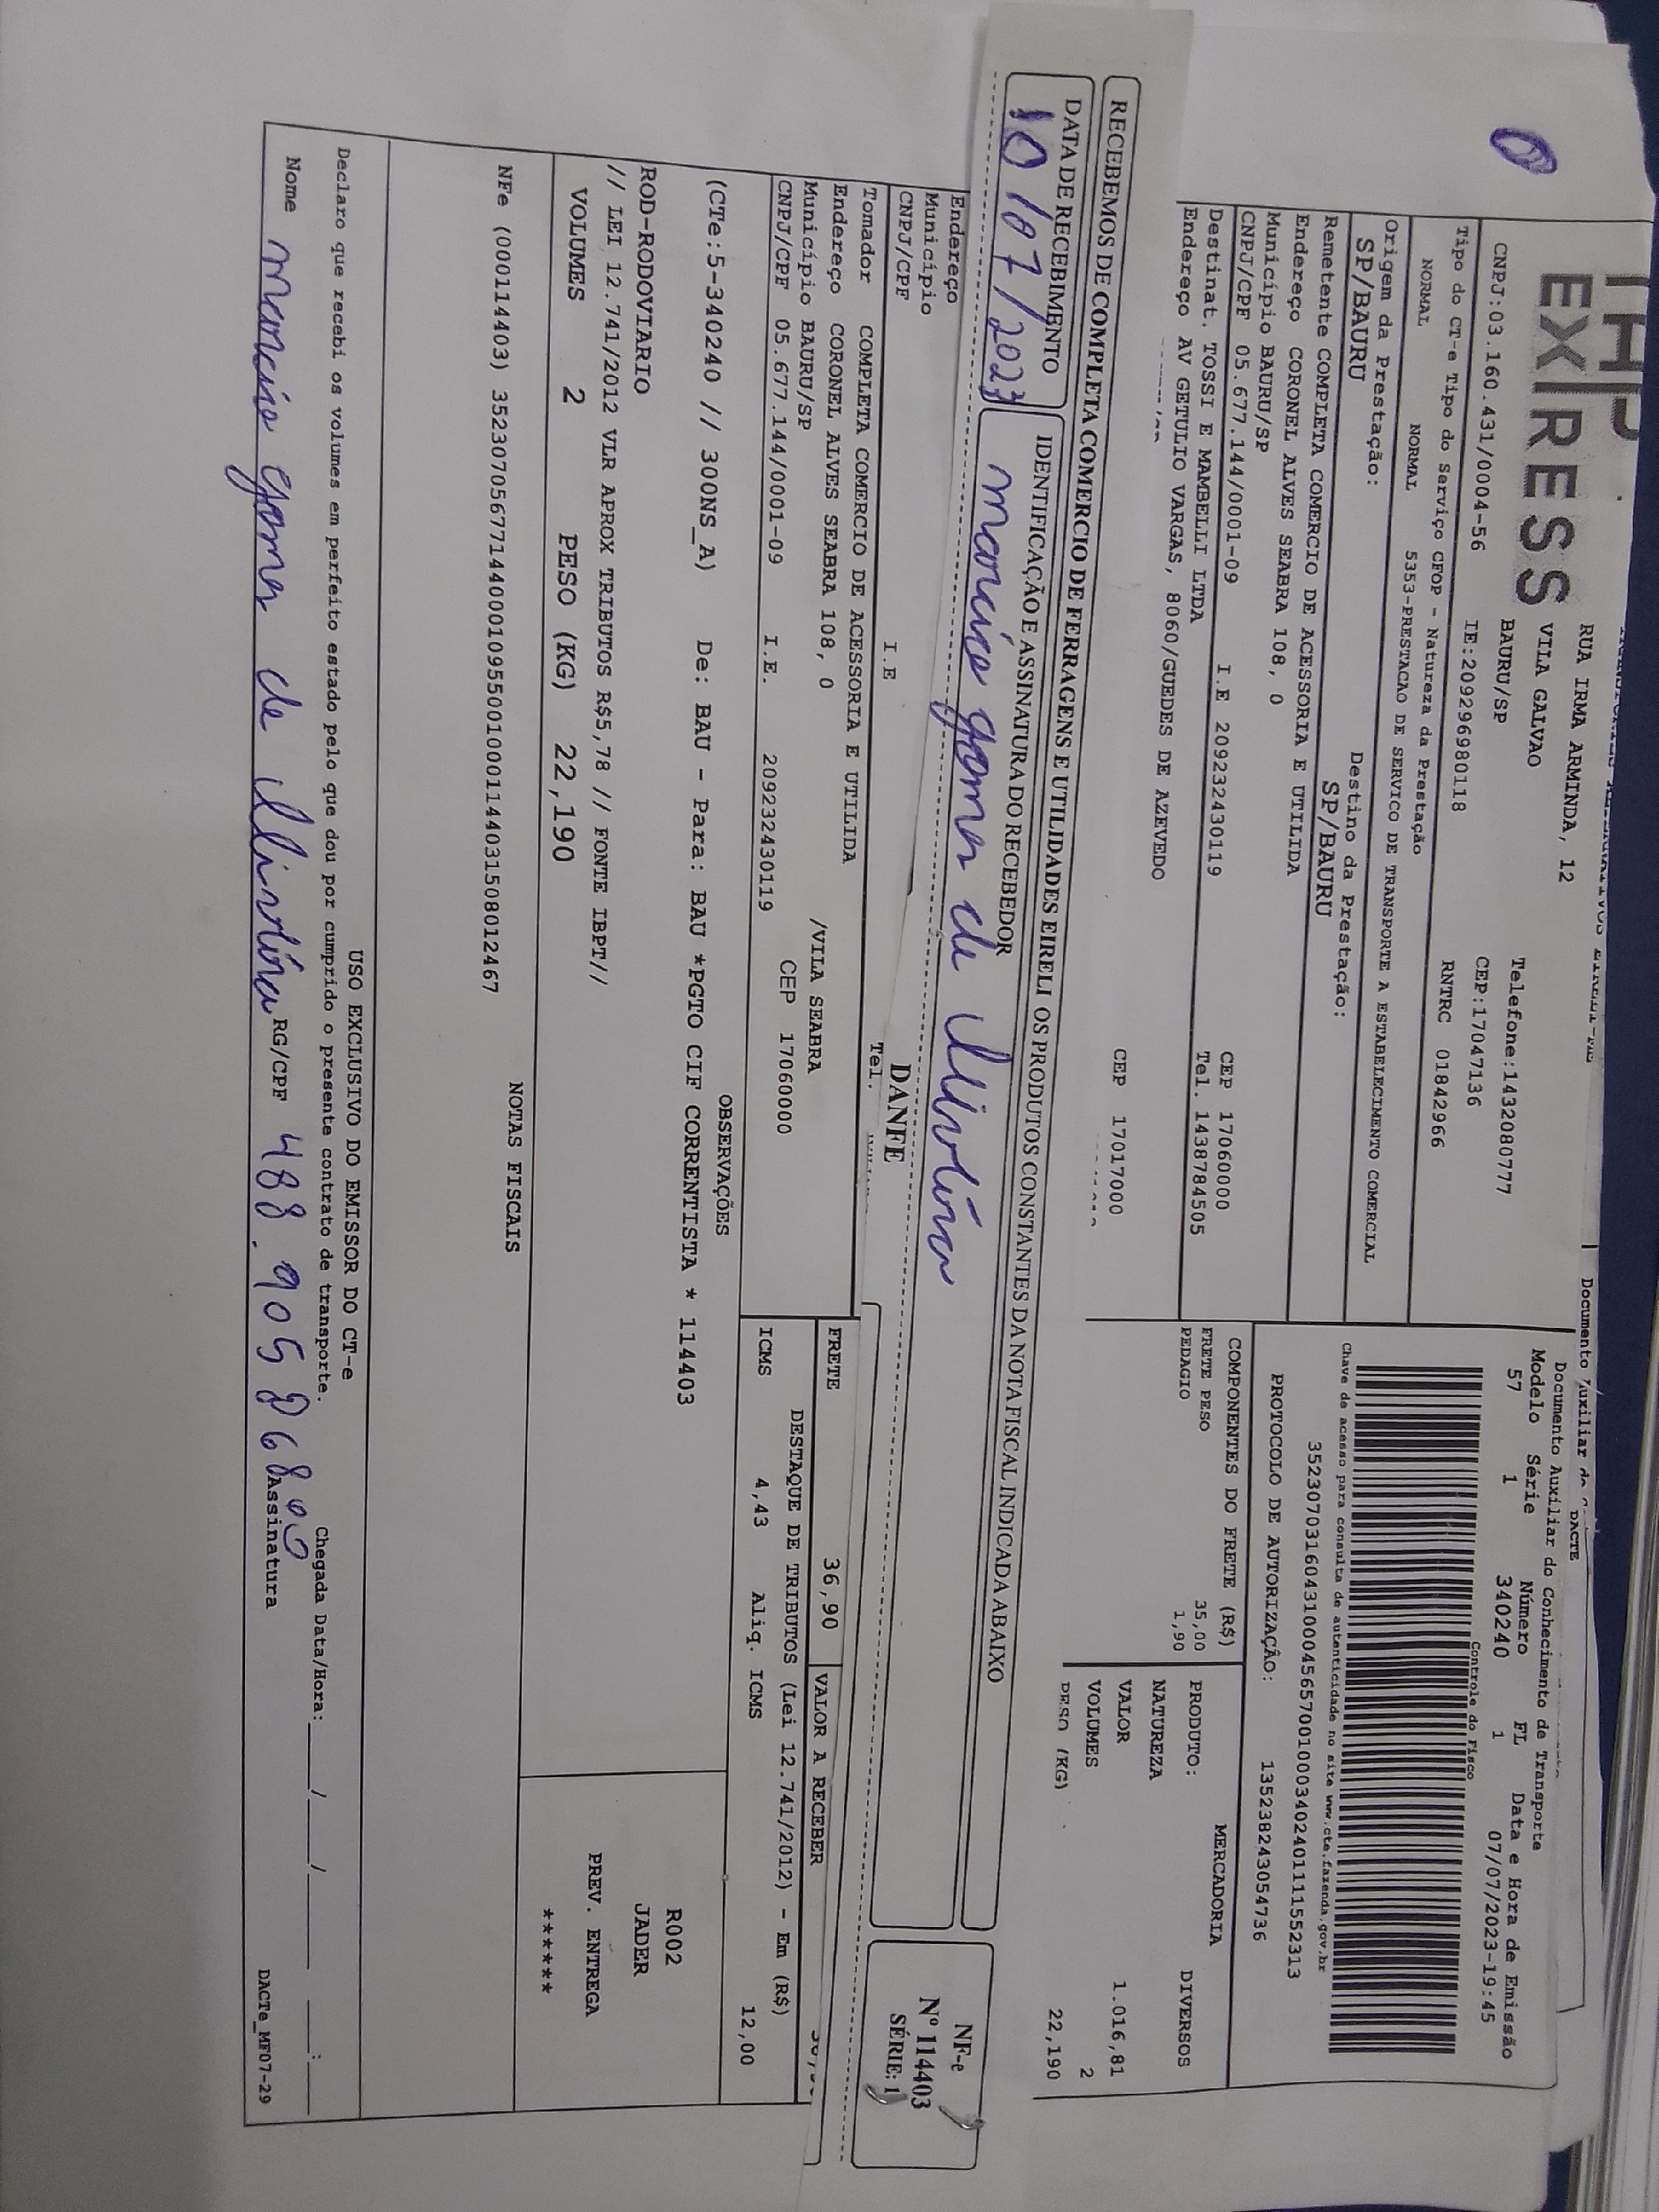 THP
EXPRESS
RUA IRMA ARMINDA, 12
VILA GALVAO
BAURU/SP
Telefone:1432080777
CEP:17047136
CNPJ:03.160.431/0004-56 IE:209296980118 RNTRC 01842966
Tipo do CT-e Tipo do Serviço CFOP - Natureza da Prestação
NORMAL NORMAL 5353-PRESTACAO DE SERVICO DE TRANSPORTE A ESTABELECIMENTO COMERCIAL
Origem da Prestação: Destino da Prestação:
SP/BAURU SP/BAURU
Remetente COMPLETA COMERCIO DE ACESSORIA E UTILIDA
Endereço CORONEL ALVES SEABRA 108, 0
Município BAURU/SP CEP 17060000
CNPJ/CPF 05.677.144/0001-09 I.E 209232430119 Tel. 1438784505
Destinat. TOSSI E MAMBELLI LTDA
Endereço AV GETULIO VARGAS, 8060/GUEDES DE AZEVEDO
CEP 17017000
DACTE
Documento Auxiliar do Conhecimento de Transporte
Modelo Série Número FL Data e Hora de Emissão
57 1 340240 1 07/07/2023-19:45
Controle do Fisco
Chave de acesso para consulta de autenticidade no site www.cte.fazenda.gov.br
35230703160431000456570010003402401111552313
PROTOCOLO DE AUTORIZAÇÃO: 135238243054736
COMPONENTES DO FRETE (R$)
FRETE PESO 35,00
PEDAGIO 1,90
MERCADORIA
PRODUTO: DIVERSOS
NATUREZA
VALOR 1.016,81
VOLUMES 2
PESO (KG) 22,190
RECEBEMOS DE COMPLETA COMERCIO DE FERRAGENS E UTILIDADES EIRELI OS PRODUTOS CONSTANTES DA NOTA FISCAL INDICADA ABAIXO
DATA DE RECEBIMENTO IDENTIFICAÇÃO E ASSINATURA DO RECEBEDOR
10/07/2023
NF-e
Nº 114403
SÉRIE: 1
DANFE
Endereço
Município
CNPJ/CPF I.E
Tel.
Tomador COMPLETA COMERCIO DE ACESSORIA E UTILIDA
Endereço CORONEL ALVES SEABRA 108, 0 /VILA SEABRA
Município BAURU/SP CEP 17060000
CNPJ/CPF 05.677.144/0001-09 I.E. 209232430119
FRETE 36,90 VALOR A RECEBER
DESTAQUE DE TRIBUTOS (Lei 12.741/2012) - Em (R$)
ICMS 4,43 Aliq. ICMS 12,00
OBSERVAÇÕES
(CTe:5-340240 // 300NS_A) De: BAU - Para: BAU *PGTO CIF CORRENTISTA * 114403
ROD-RODOVIARIO
// LEI 12.741/2012 VLR APROX TRIBUTOS R$5,78 // FONTE IBPT//
VOLUMES 2 PESO (KG) 22,190
R002
JADER
PREV. ENTREGA
******
NOTAS FISCAIS
NFe (000114403) 35230705677144000109550010001144031508012467
USO EXCLUSIVO DO EMISSOR DO CT-e
Declaro que recebi os volumes em perfeito estado pelo que dou por cumprido o presente contrato de transporte.
Chegada Data/Hora:____/____/______ ____:____
Nome RG/CPF Assinatura
DACTe_MF07-29